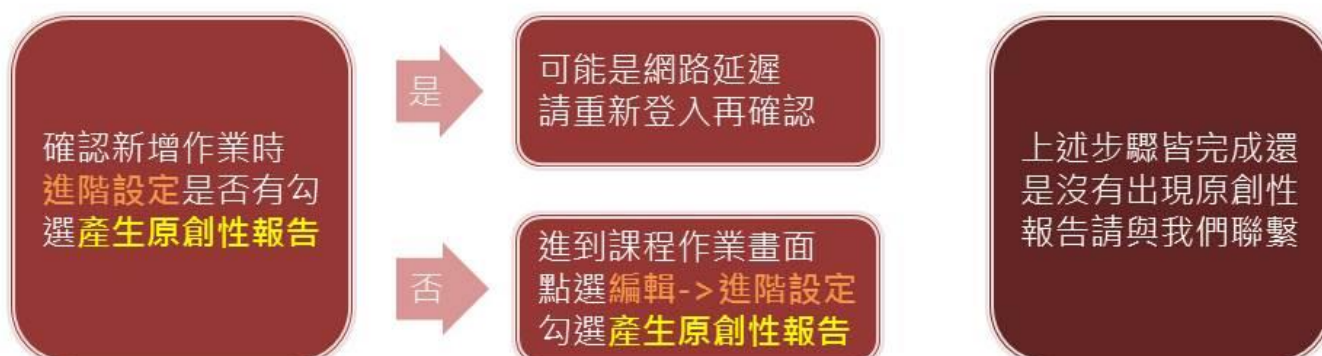 確認新增作業時
進階設定是否有勾
選產生原創性報告
是
可能是網路延遲
請重新登入再確認
否
進到課程作業畫面
點選編輯->進階設定
勾選產生原創性報告
上述步驟皆完成還
是沒有出現原創性
報告請與我們聯繫